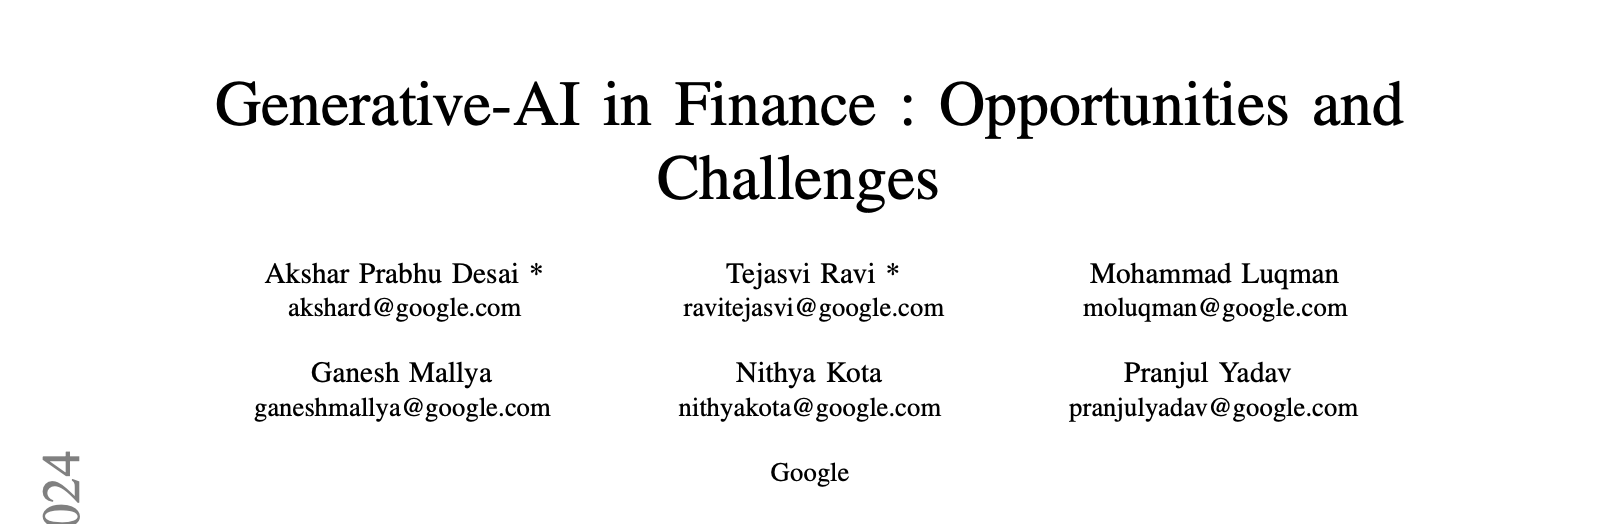 Generative-AI in Finance : Opportunities and
Challenges
Akshar Prabhu Desai *
akshard@google.com
Tejasvi Ravi *
ravitejasvi@google.com
Mohammad Luqman
moluqman@google.com
Ganesh Mallya
ganeshmallya@google.com
Nithya Kota
nithyakota@google.com
Pranjul Yadav
pranjulyadav@google.com
Google
024